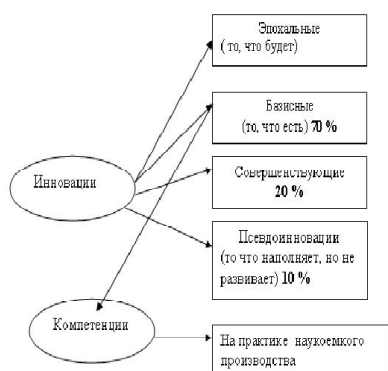 Эпохальные
( то, что будет)
Базисные
(то, что есть) 70 %
Инновации
Совершенствующие
20 %
Псевдоинновации
(то что наполняет, но не
развивает) 10 %
Компетенции
На практике наукоемкого
производства